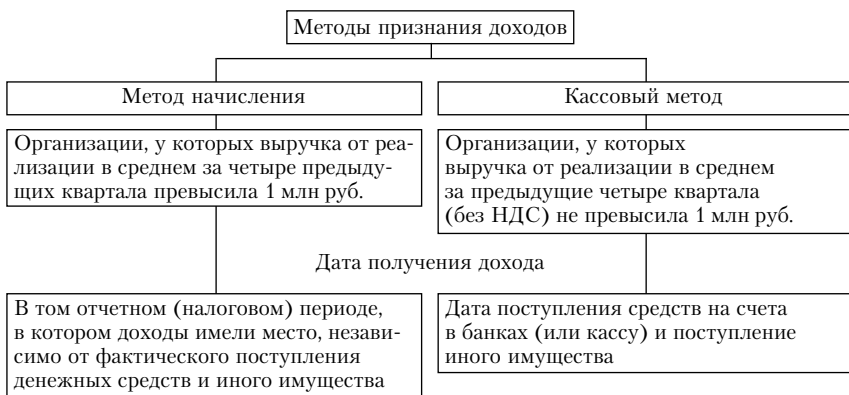 Методы признания доходов
Метод начисления
Кассовый метод
Организации, у которых выручка от реа-
лизации в среднем за четыре предыду-
щих квартала превысила 1 млн руб.
Организации, у которых
выручка от реализации в среднем
за предыдущие четыре квартала
(без НДС) не превысила 1 млн руб.
Дата получения дохода
В том отчетном (налоговом) периоде,
в котором доходы имели место, незави-
симо от фактического поступления
денежных средств и иного имущества
Дата поступления средств на счета
в банках (или кассу) и поступление
иного имущества